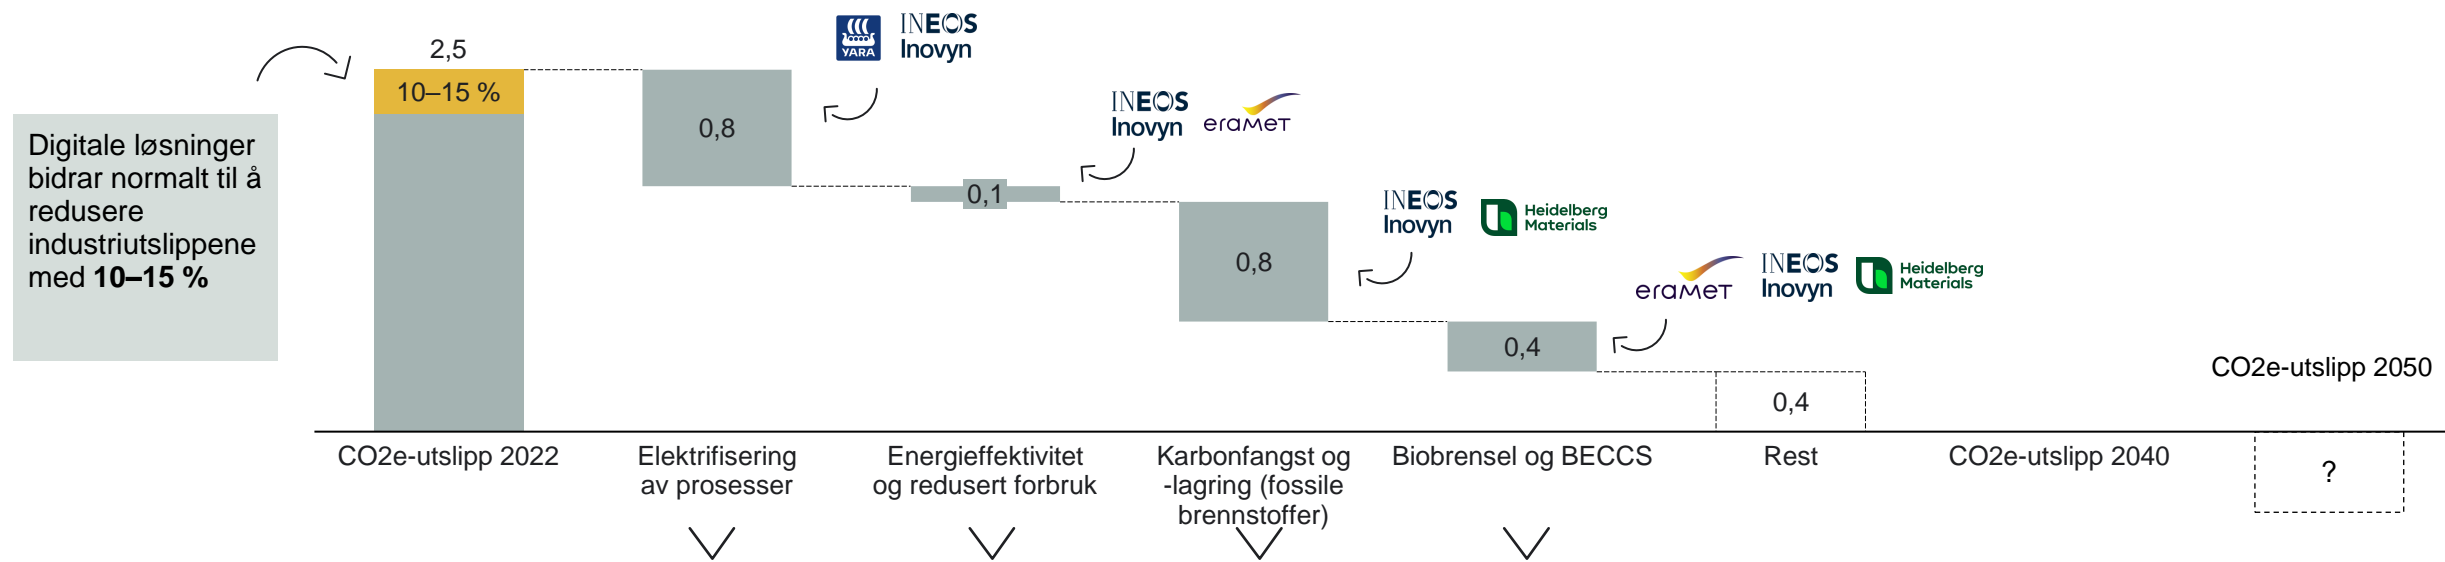 2,5
10–15 %
Digitale løsninger
bidrar normalt til å
redusere
industriutslippene
med 10–15 %
YARA
INEOS
Inovyn
0,8
INEOS
Inovyn
eramet
0,1
INEOS
Inovyn
Heidelberg
Materials
0,8
eramet
INEOS
Inovyn
Heidelberg
Materials
0,4
0,4
CO2e-utslipp 2050
CO2e-utslipp 2022
Elektrifisering
av prosesser
Energieffektivitet
og redusert forbruk
Karbonfangst og
-lagring (fossile
brennstoffer)
Biobrensel og BECCS
Rest
CO2e-utslipp 2040
?